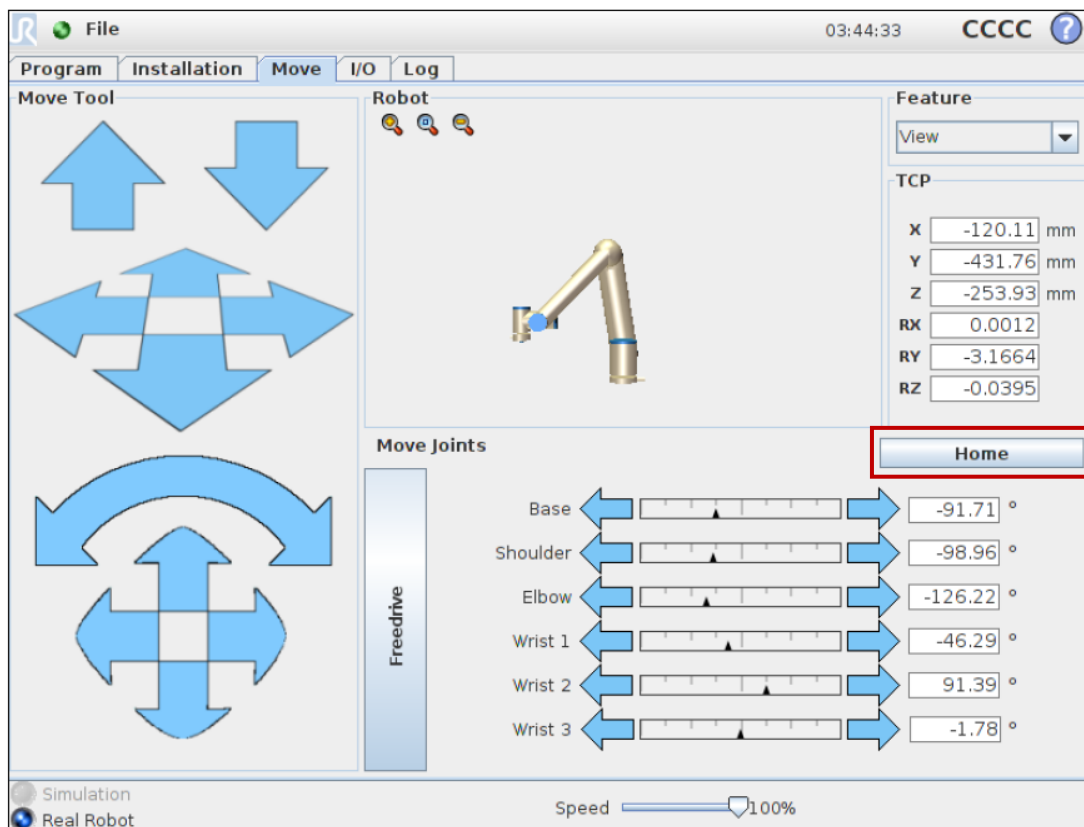 File
03:44:33
CCCC
?
Program
Installation
Move
I/O
Log
Move Tool
Robot
Feature
View
TCP
X -120.11 mm
Y -431.76 mm
Z -253.93 mm
RX 0.0012
RY -3.1664
RZ -0.0395
Move Joints
Home
Freedrive
Base -91.71 °
Shoulder -98.96 °
Elbow -126.22 °
Wrist 1 -46.29 °
Wrist 2 91.39 °
Wrist 3 -1.78 °
Simulation
Real Robot
Speed 100%